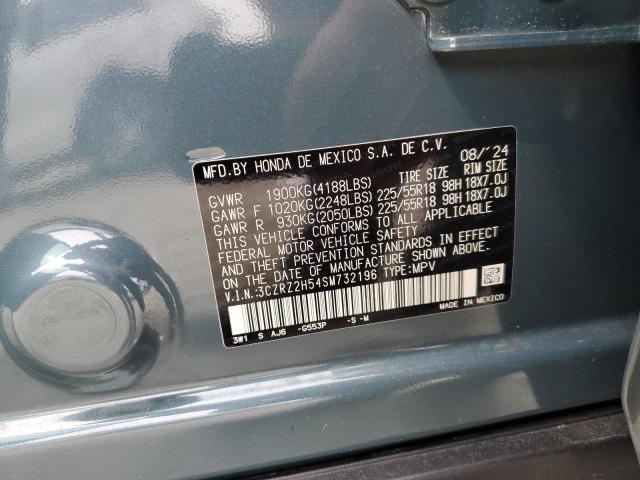 MFD.BY HONDA DE MEXICO S.A. DE C.V. 08/'24
TIRE SIZE RIM SIZE
GVWR 1900KG(4188LBS)
GAWR F 1020KG(2248LBS) 225/55R18 98H 18X7.0J
GAWR R 930KG(2050LBS) 225/55R18 98H 18X7.0J
THIS VEHICLE CONFORMS TO ALL APPLICABLE
FEDERAL MOTOR VEHICLE SAFETY
AND THEFT PREVENTION STANDARDS IN EFFECT
ON THE DATE OF MANUFACTURE SHOWN ABOVE.
V.I.N.:3CZRZ2H54SM732196 TYPE:MPV
MADE IN MEXICO
3W1 S AJ6 -G553P -S-M